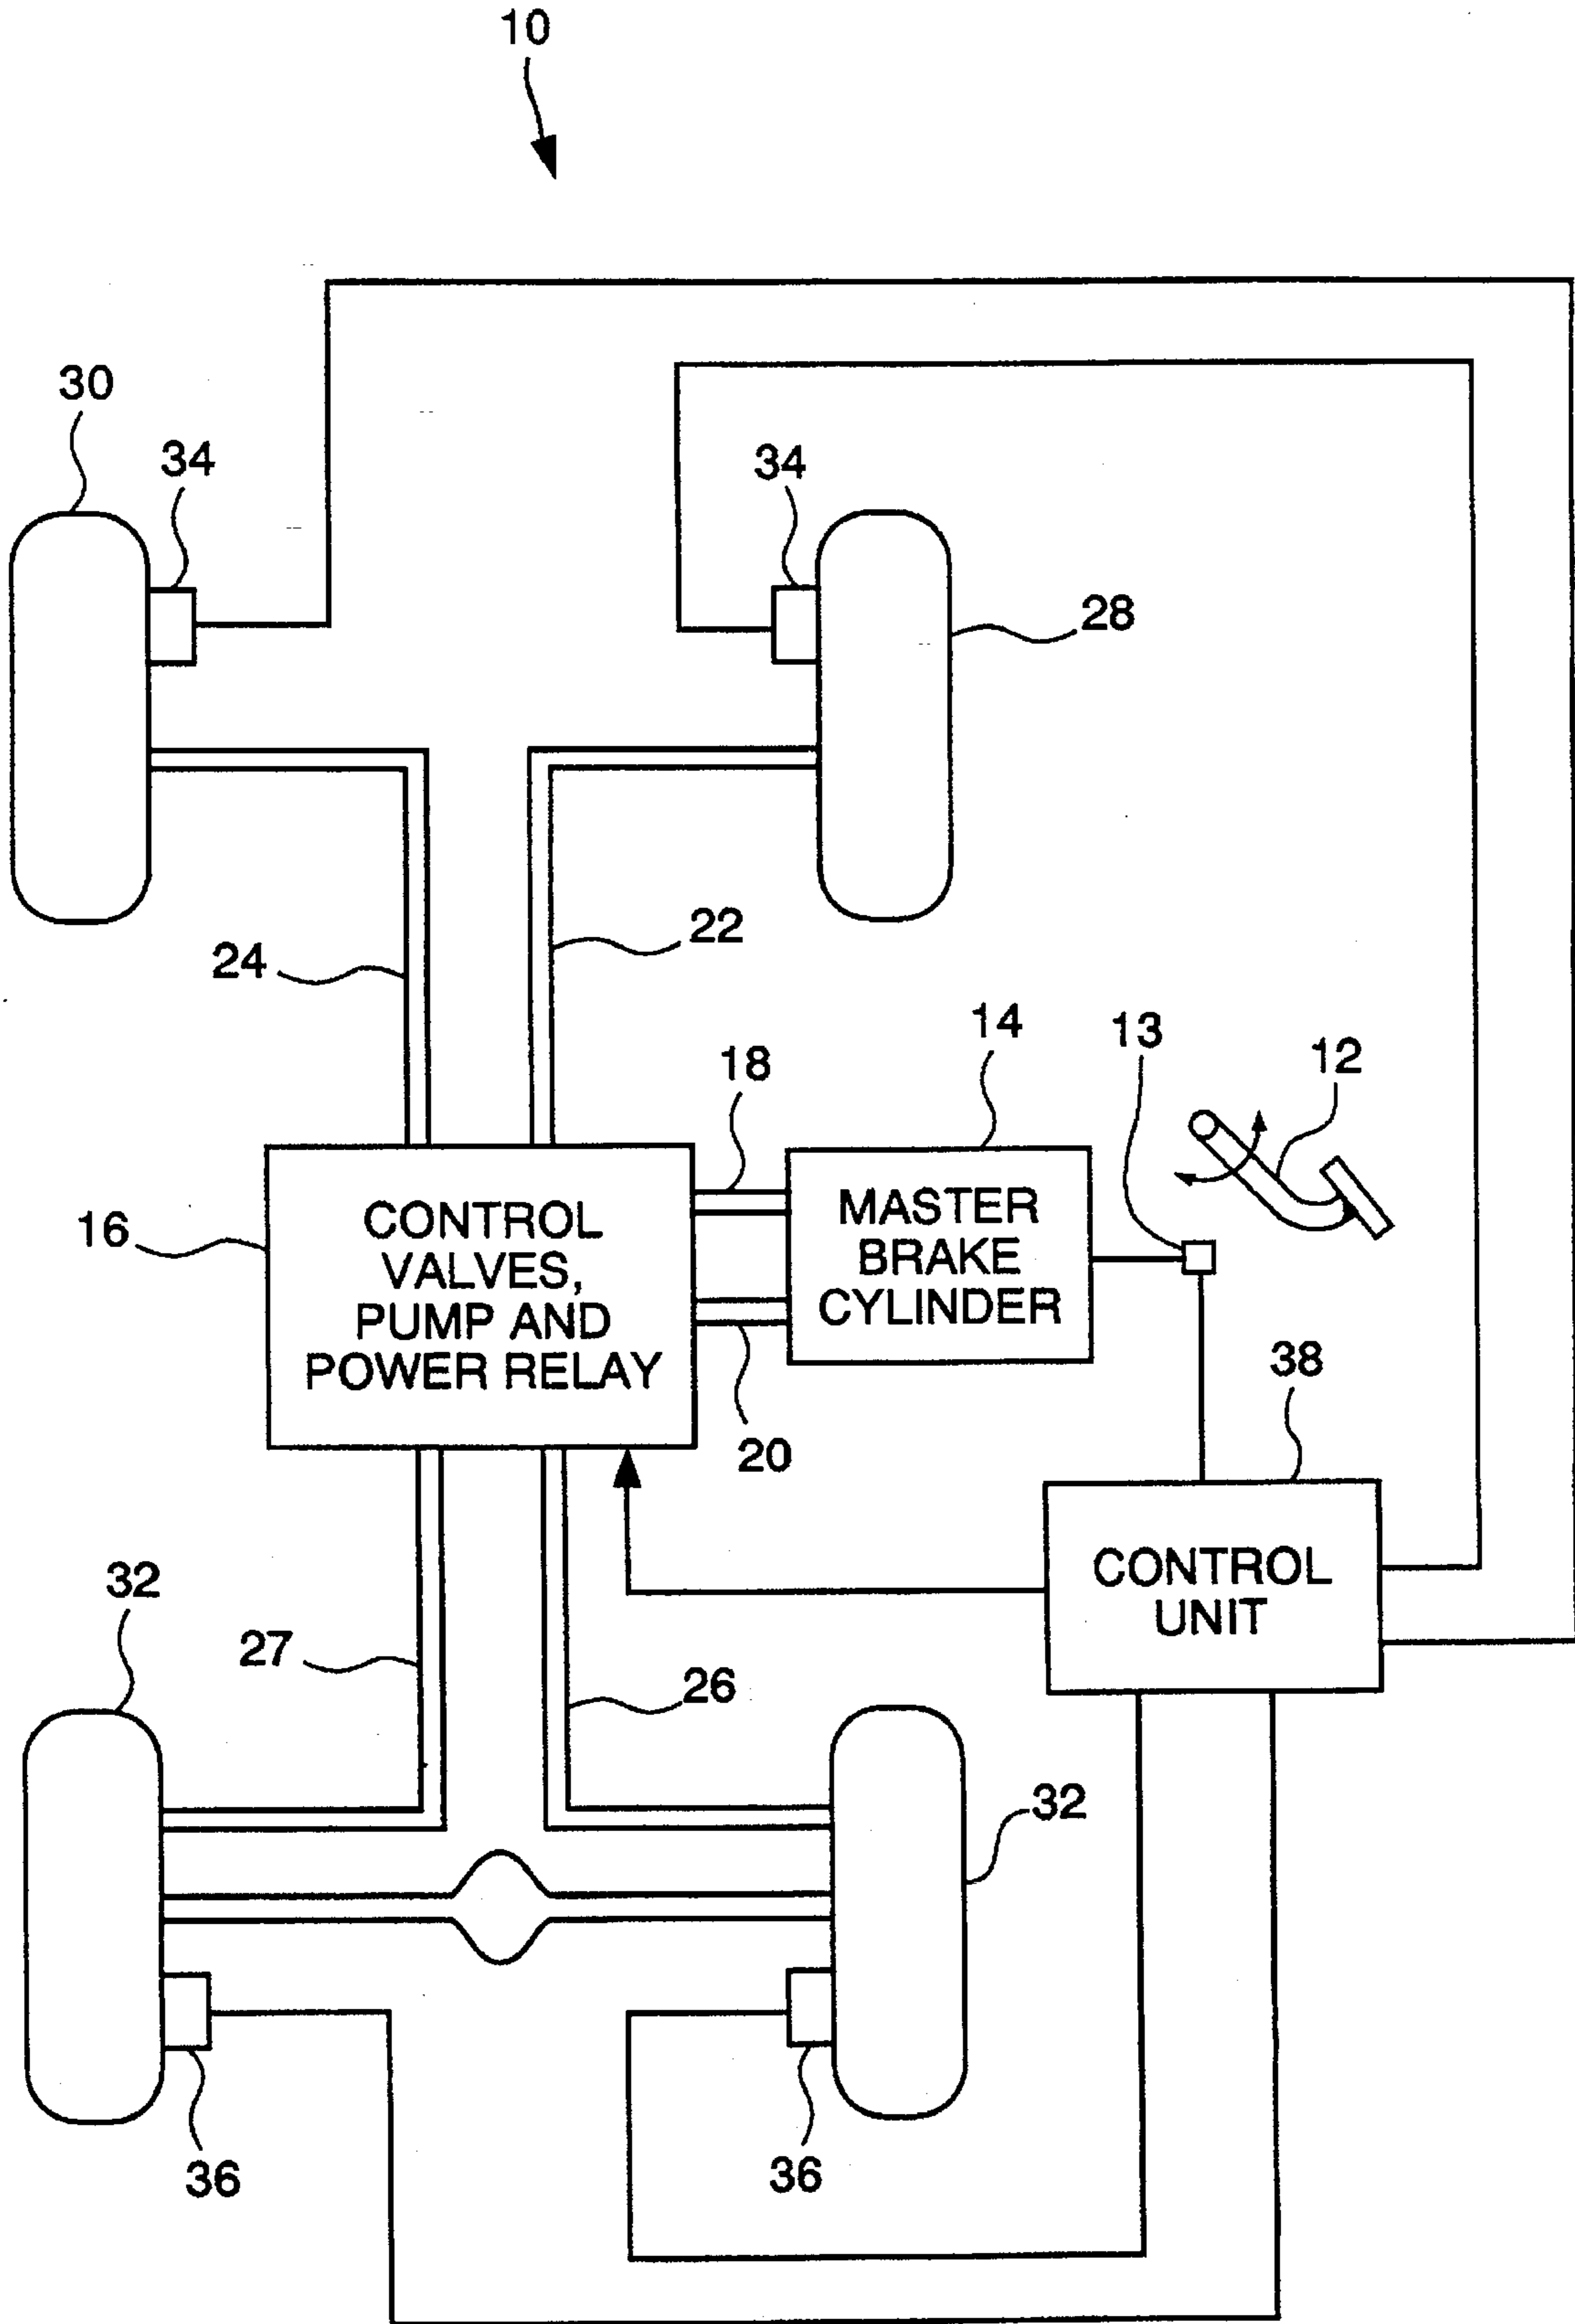 10
30
34
34
28
24
22
18
14
13
12
16
CONTROL
VALVES,
PUMP AND
POWER RELAY
MASTER
BRAKE
CYLINDER
20
38
CONTROL
UNIT
32
27
26
32
36
36